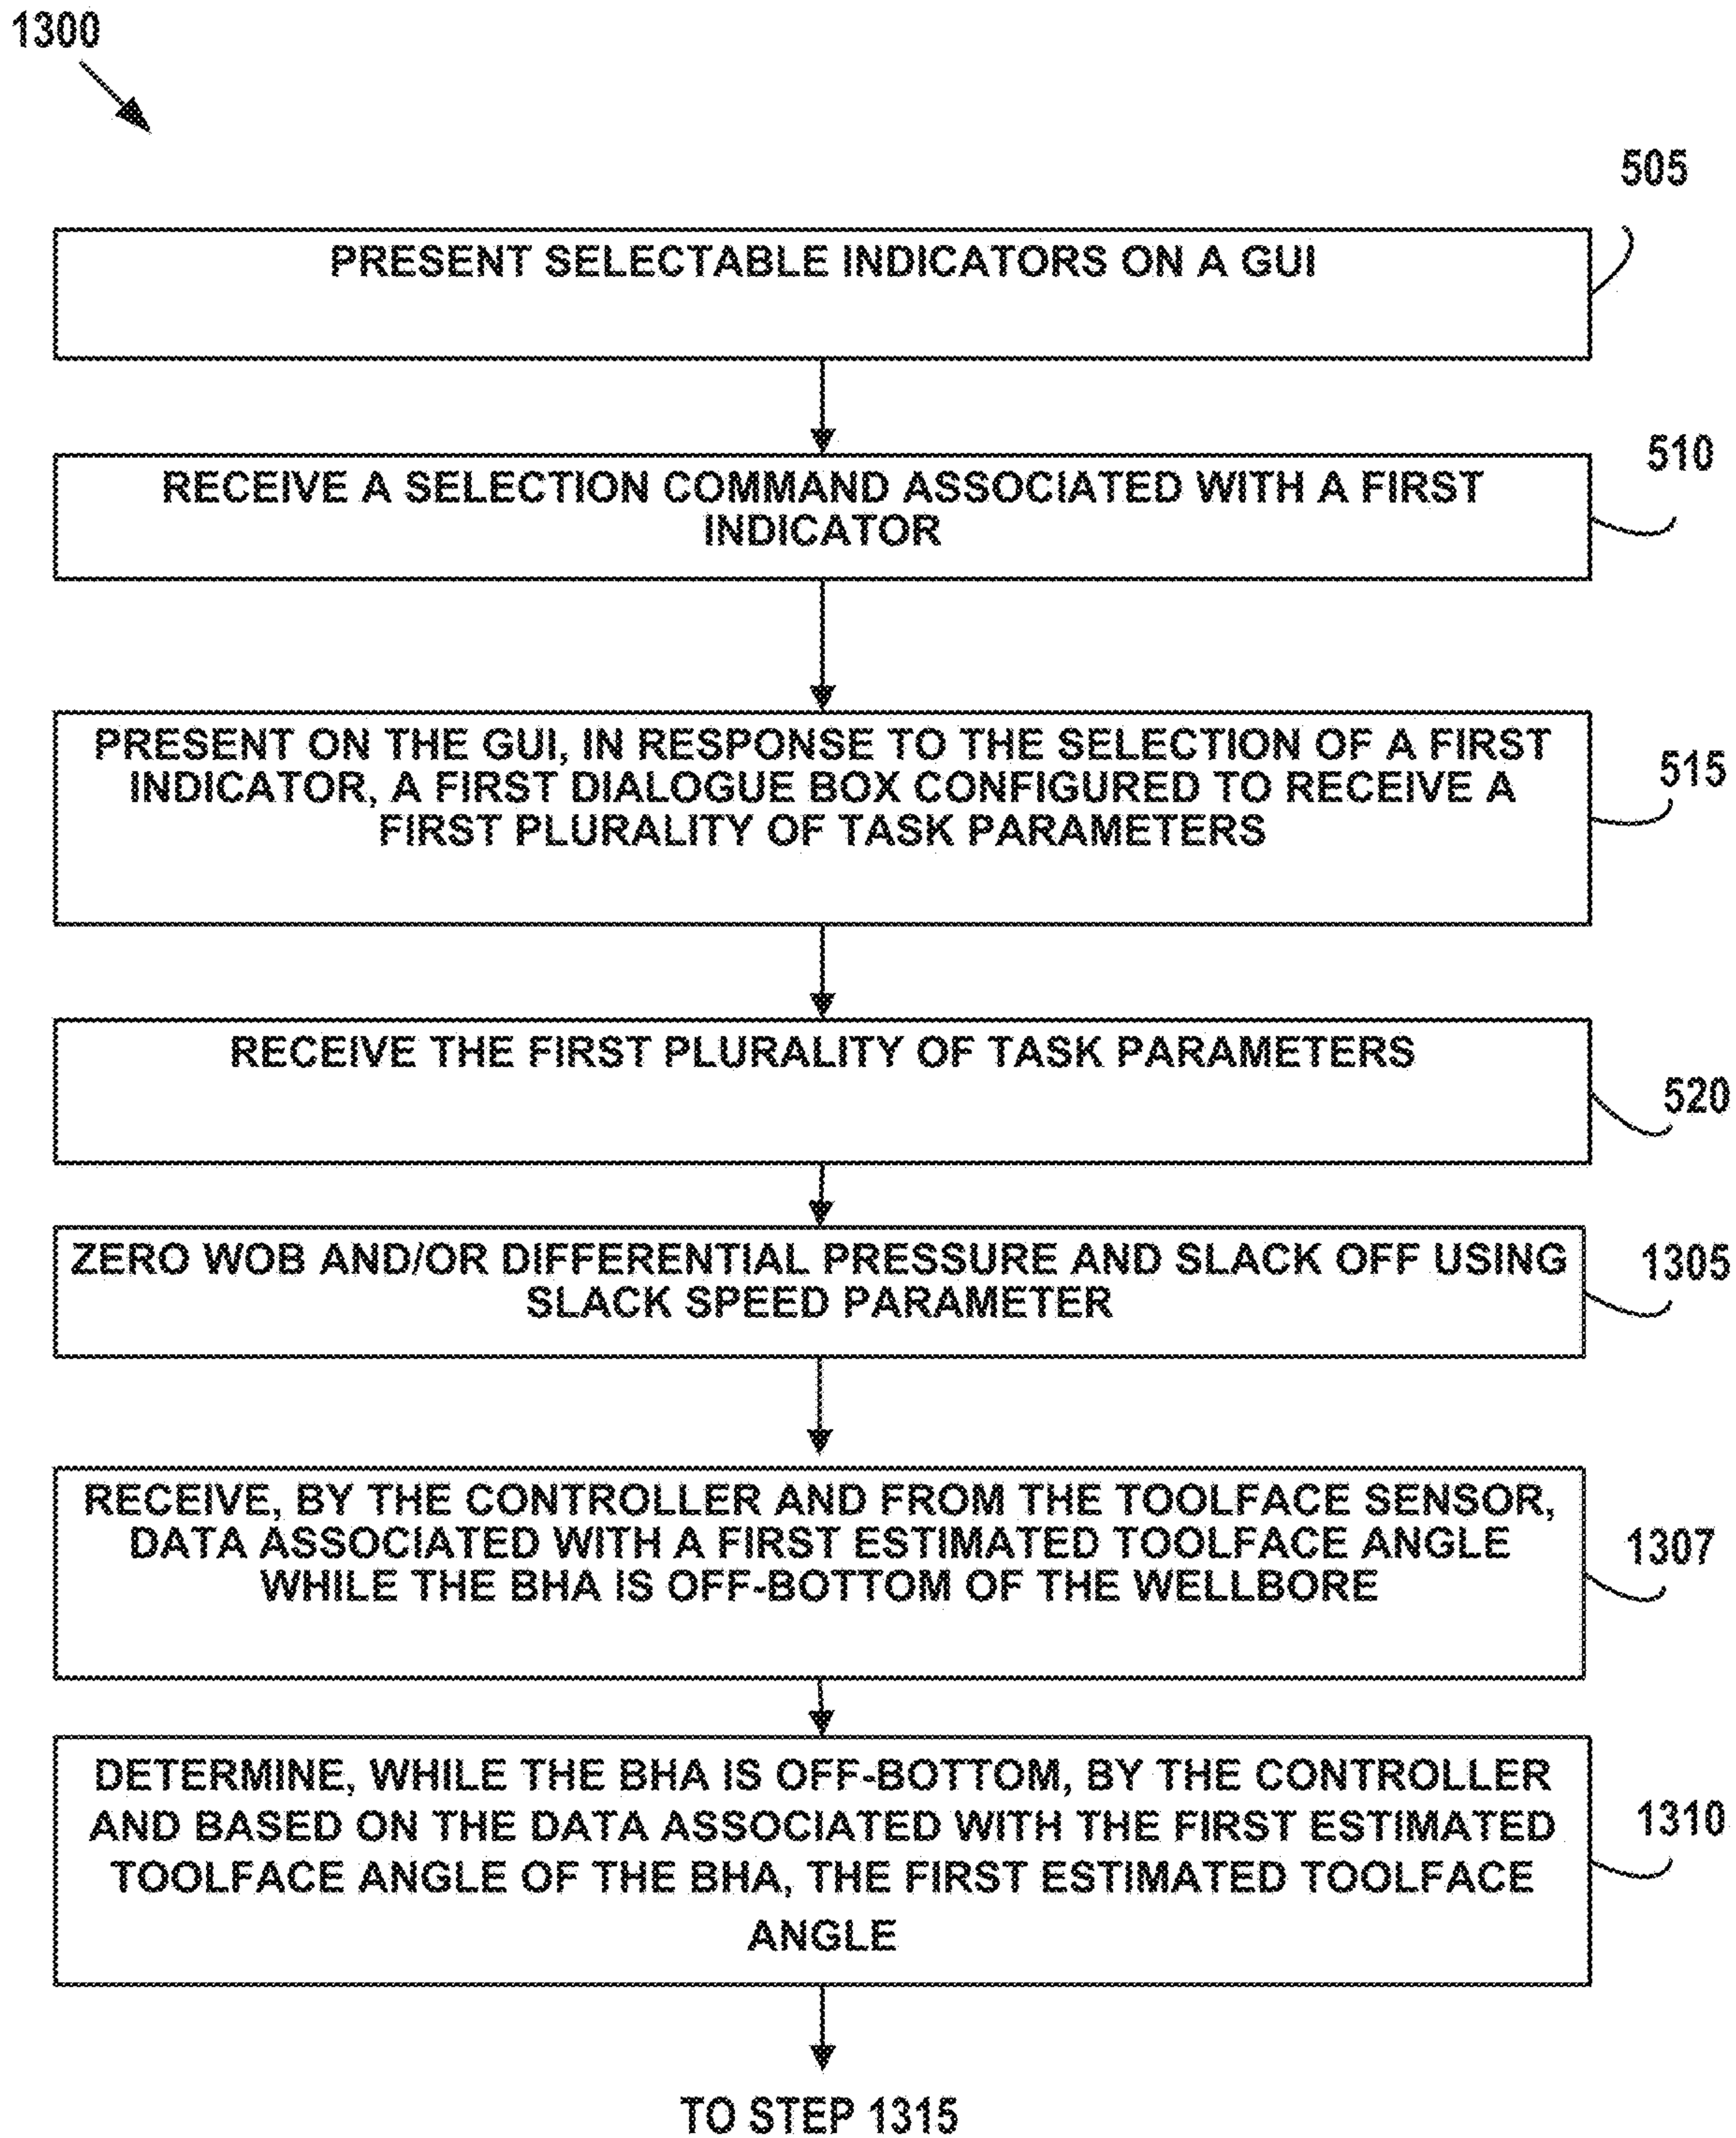 1300
505
PRESENT SELECTABLE INDICATORS ON A GUI
510
RECEIVE A SELECTION COMMAND ASSOCIATED WITH A FIRST
INDICATOR
PRESENT ON THE GUI, IN RESPONSE TO THE SELECTION OF A FIRST
INDICATOR, A FIRST DIALOGUE BOX CONFIGURED TO RECEIVE A
FIRST PLURALITY OF TASK PARAMETERS
515
RECEIVE THE FIRST PLURALITY OF TASK PARAMETERS
520
ZERO WOB AND/OR DIFFERENTIAL PRESSURE AND SLACK OFF USING
SLACK SPEED PARAMETER
1305
RECEIVE, BY THE CONTROLLER AND FROM THE TOOLFACE SENSOR,
DATA ASSOCIATED WITH A FIRST ESTIMATED TOOLFACE ANGLE
WHILE THE BHA IS OFF-BOTTOM OF THE WELLBORE
1307
DETERMINE, WHILE THE BHA IS OFF-BOTTOM, BY THE CONTROLLER
AND BASED ON THE DATA ASSOCIATED WITH THE FIRST ESTIMATED
TOOLFACE ANGLE OF THE BHA, THE FIRST ESTIMATED TOOLFACE
ANGLE
1310
TO STEP 1315